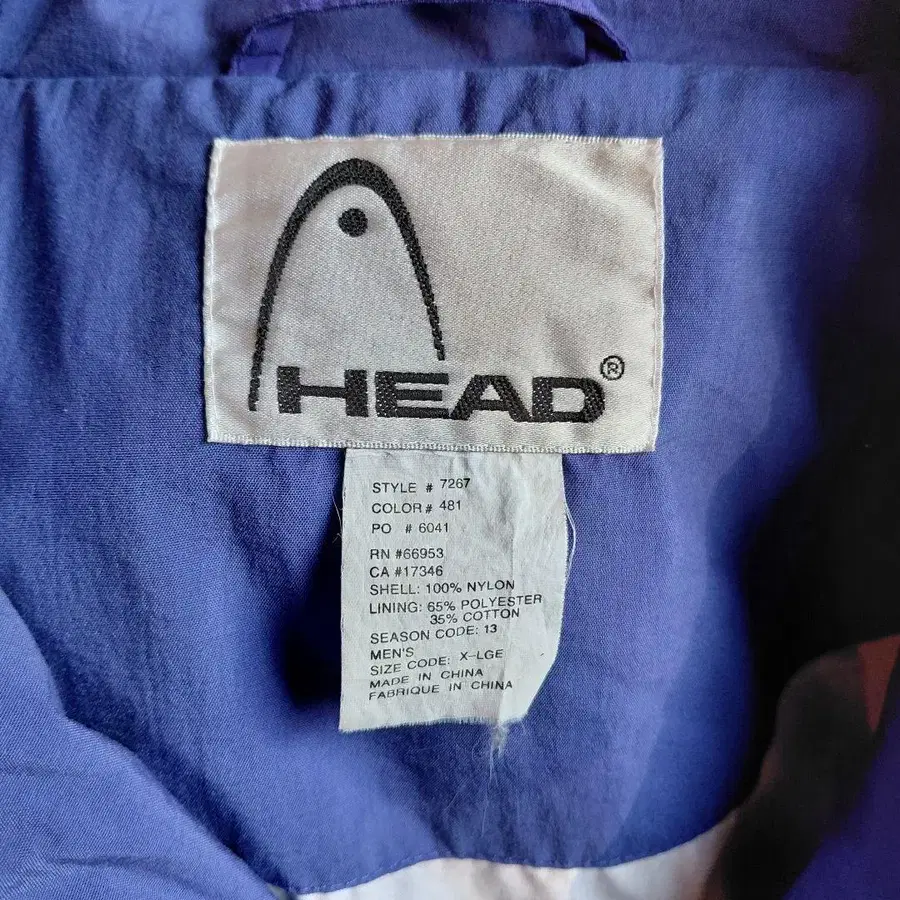 HEAD®
STYLE # 7267
COLOR# 481
PO # 6041
RN #66953
CA #17346
SHELL: 100% NYLON
LINING: 65% POLYESTER
35% COTTON
SEASON CODE: 13
MEN'S
SIZE CODE: X-LGE
MADE IN CHINA
FABRIQUE IN CHINA